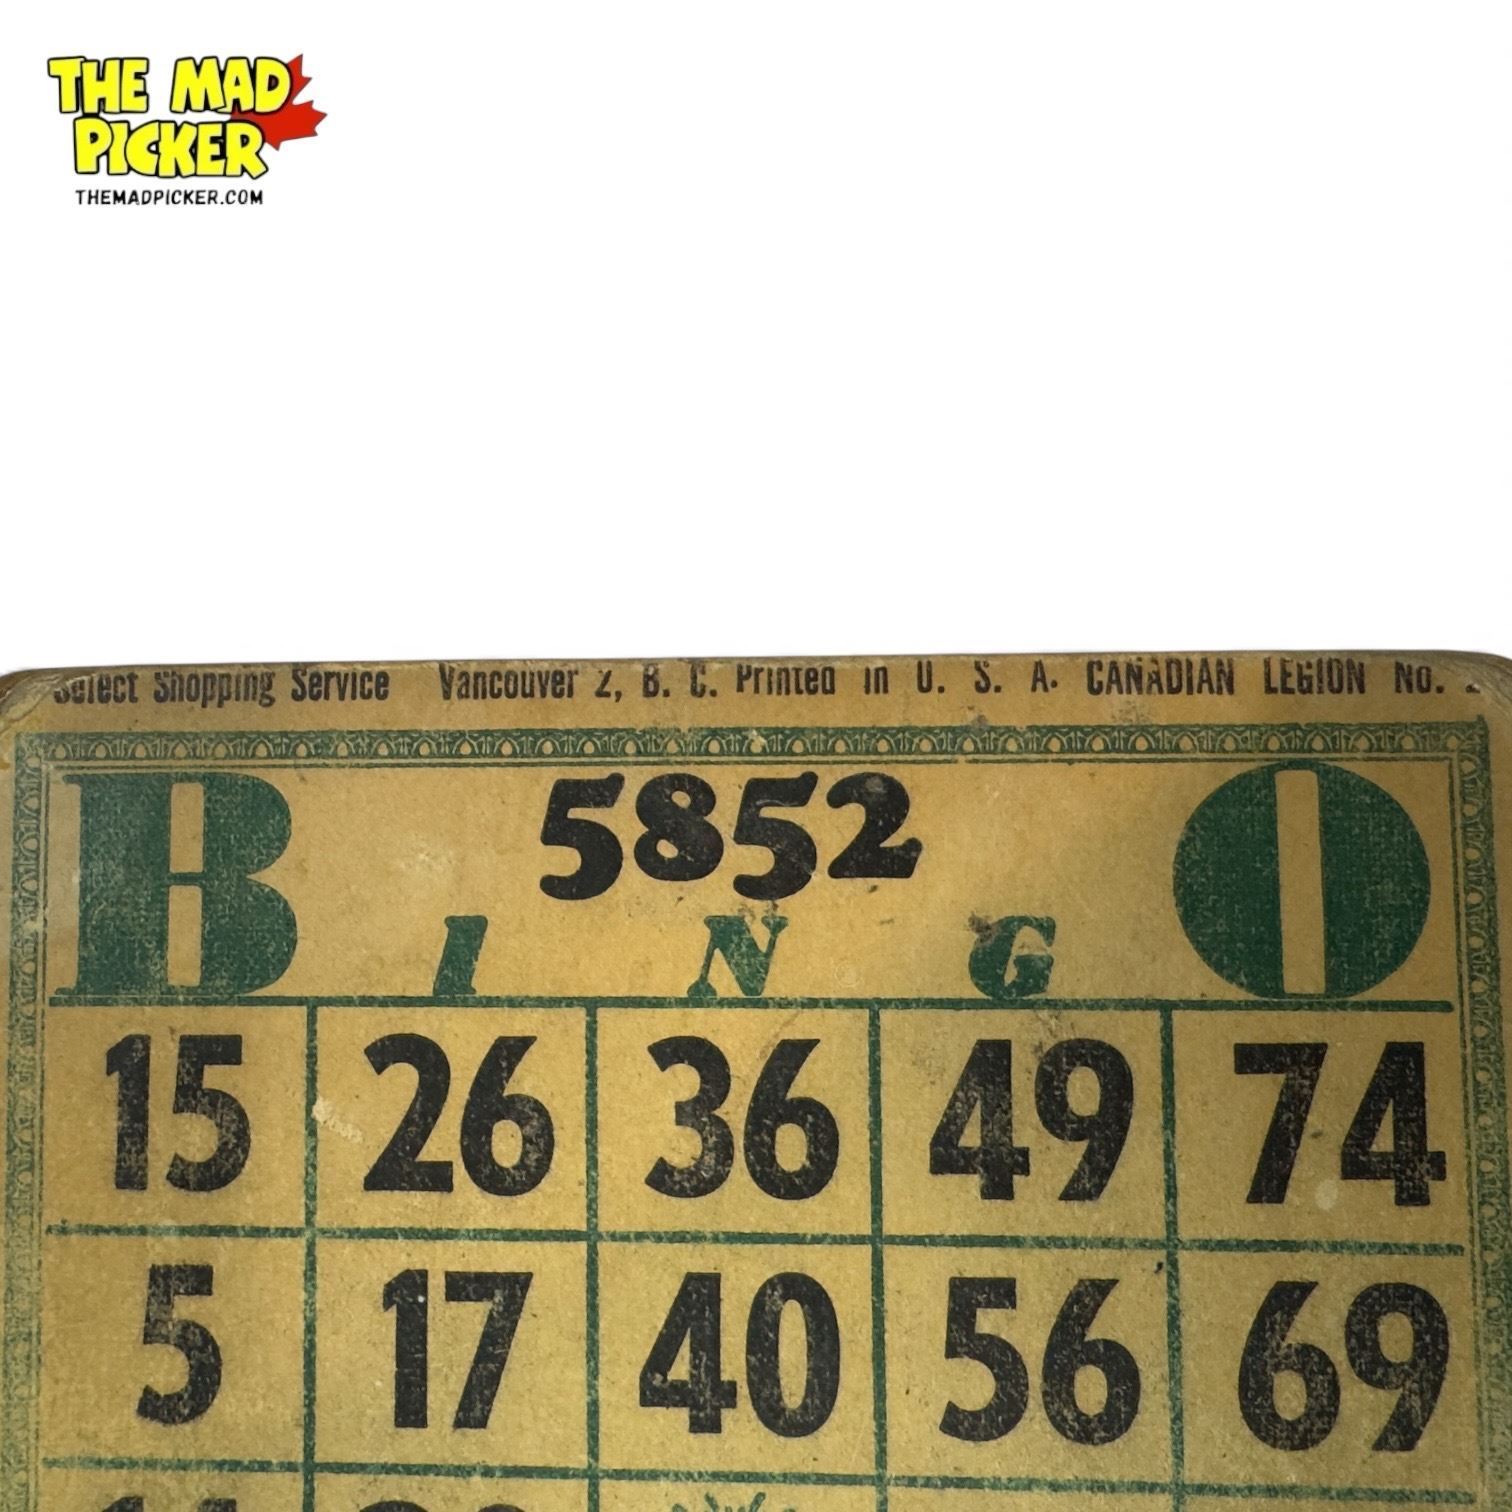 THE MAD
PICKER
THEMADPICKER.COM
Select Shopping Service Vancouver 2, B. C. Printed in U. S. A. CANADIAN LEGION No.
5852
B I N G O
15 26 36 49 74
5 17 40 56 69